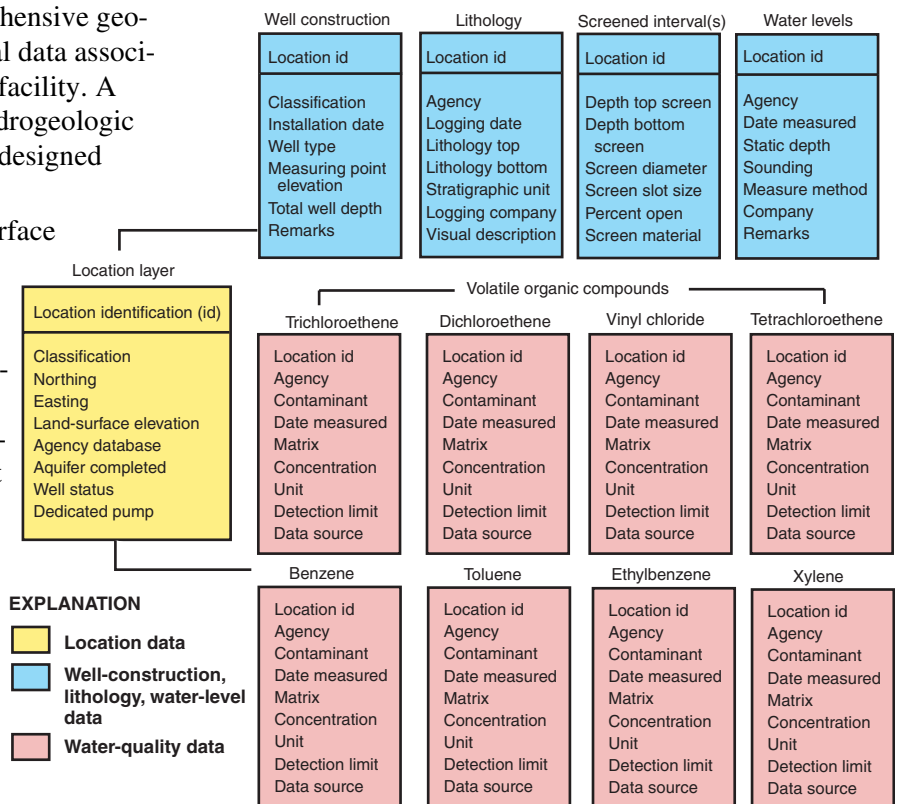 hensive geo-
al data associ-
facility. A
drogeologic
designed
rface
-
-
Well construction
Location id
Classification
Installation date
Well type
Measuring point
elevation
Total well depth
Remarks
Lithology
Location id
Agency
Logging date
Lithology top
Lithology bottom
Stratigraphic unit
Logging company
Visual description
Screened interval(s)
Location id
Depth top screen
Depth bottom
screen
Screen diameter
Screen slot size
Percent open
Screen material
Water levels
Location id
Agency
Date measured
Static depth
Sounding
Measure method
Company
Remarks
Location layer
Location identification (id)
Classification
Northing
Easting
Land-surface elevation
Agency database
Aquifer completed
Well status
Dedicated pump
Volatile organic compounds
Trichloroethene
Location id
Agency
Contaminant
Date measured
Matrix
Concentration
Unit
Detection limit
Data source
Dichloroethene
Location id
Agency
Contaminant
Date measured
Matrix
Concentration
Unit
Detection limit
Data source
Vinyl chloride
Location id
Agency
Contaminant
Date measured
Matrix
Concentration
Unit
Detection limit
Data source
Tetrachloroethene
Location id
Agency
Contaminant
Date measured
Matrix
Concentration
Unit
Detection limit
Data source
Benzene
Location id
Agency
Contaminant
Date measured
Matrix
Concentration
Unit
Detection limit
Data source
Toluene
Location id
Agency
Contaminant
Date measured
Matrix
Concentration
Unit
Detection limit
Data source
Ethylbenzene
Location id
Agency
Contaminant
Date measured
Matrix
Concentration
Unit
Detection limit
Data source
Xylene
Location id
Agency
Contaminant
Date measured
Matrix
Concentration
Unit
Detection limit
Data source
EXPLANATION
Location data
Well-construction,
lithology, water-level
data
Water-quality data